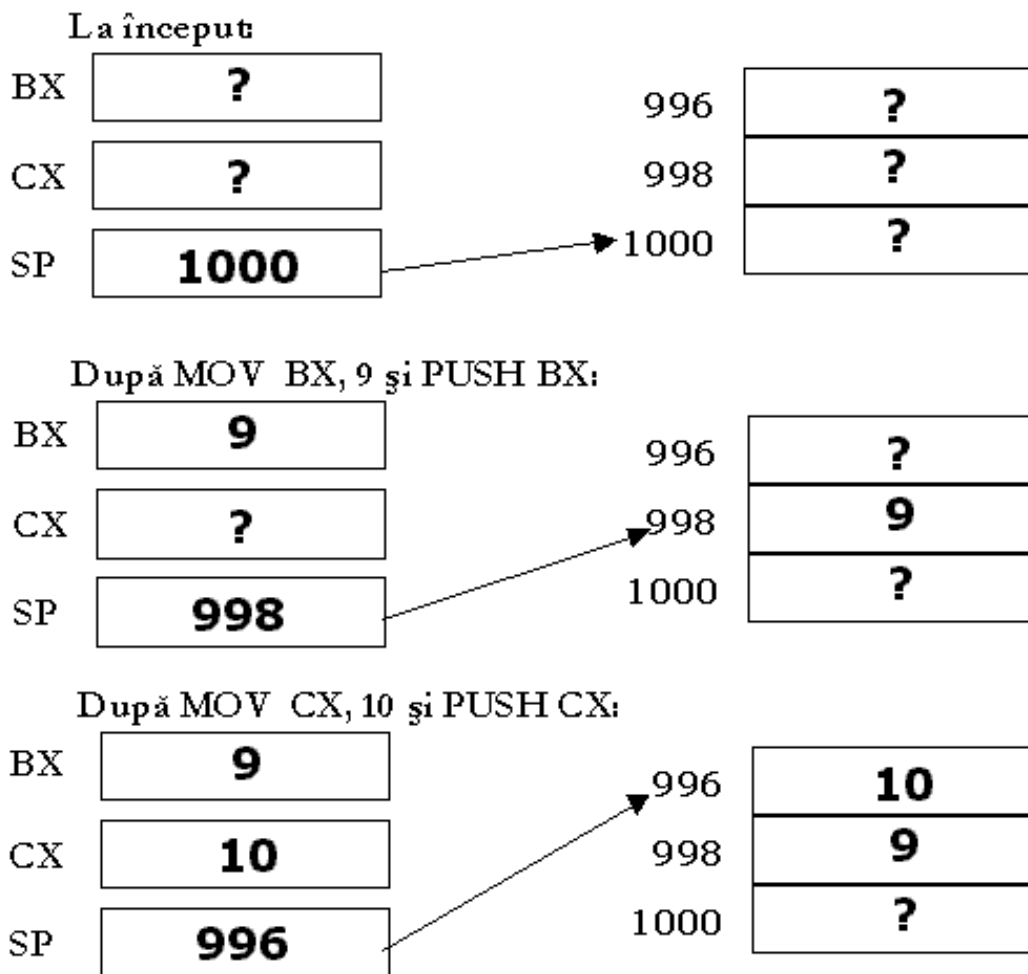 La început:
BX ? 996 ?
CX ? 998 ?
SP 1000 1000 ?
După MOV BX, 9 şi PUSH BX:
BX 9 996 ?
CX ? 998 9
SP 998 1000 ?
După MOV CX, 10 şi PUSH CX:
BX 9 996 10
CX 10 998 9
SP 996 1000 ?